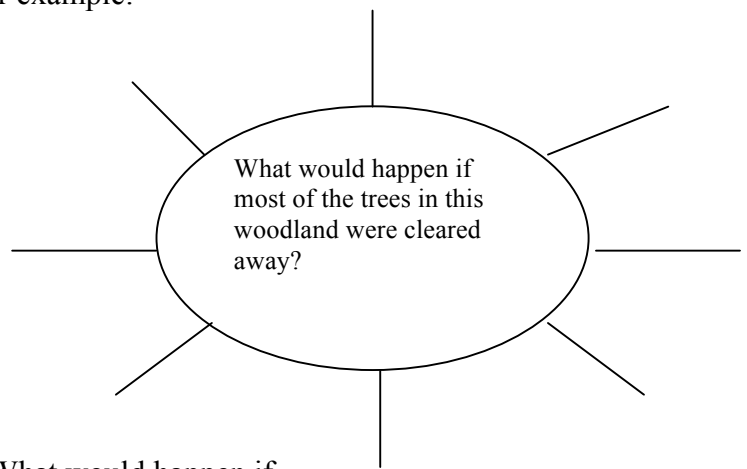 example:
What would happen if
most of the trees in this
woodland were cleared
away?
What would happen if